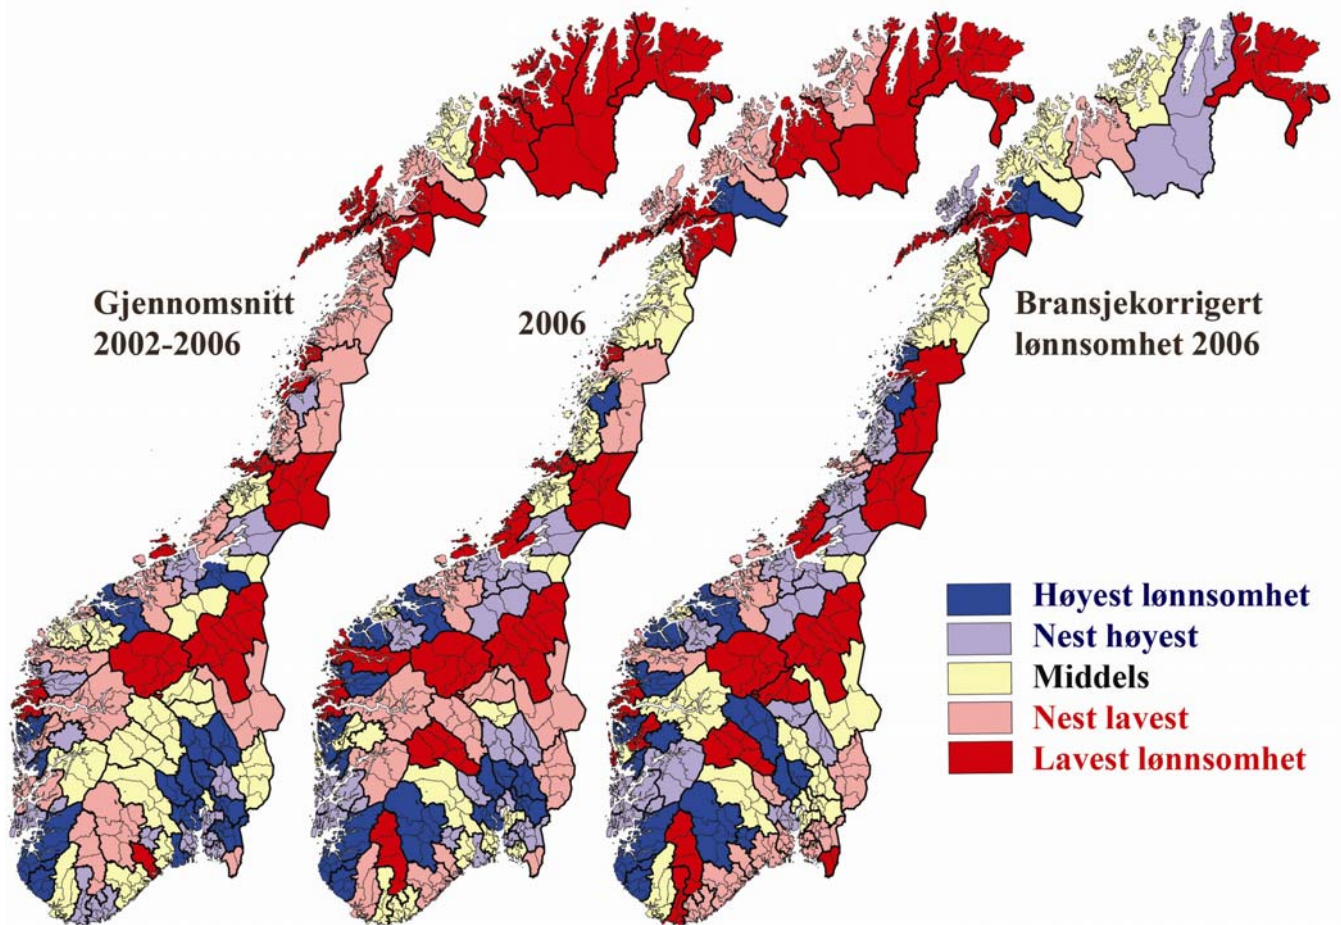 Gjennomsnitt
2002-2006
2006
Bransjekorrigert
lønnsomhet 2006
Høyest lønnsomhet
Nest høyest
Middels
Nest lavest
Lavest lønnsomhet